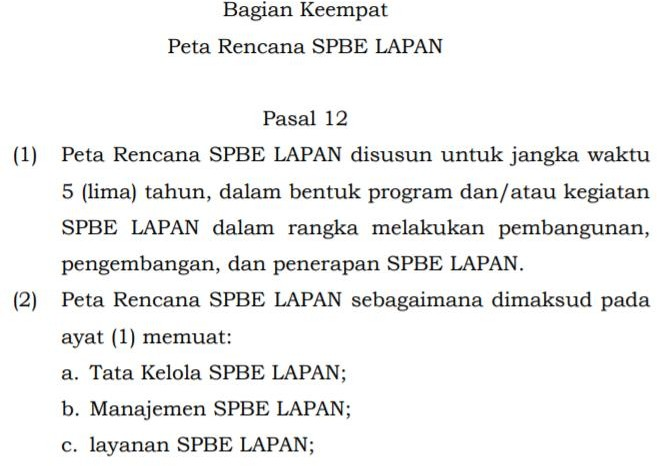 Bagian Keempat
Peta Rencana SPBE LAPAN
Pasal 12
(1) Peta Rencana SPBE LAPAN disusun untuk jangka waktu
5 (lima) tahun, dalam bentuk program dan/atau kegiatan
SPBE LAPAN dalam rangka melakukan pembangunan,
pengembangan, dan penerapan SPBE LAPAN.
(2) Peta Rencana SPBE LAPAN sebagaimana dimaksud pada
ayat (1) memuat:
a. Tata Kelola SPBE LAPAN;
b. Manajemen SPBE LAPAN;
c. layanan SPBE LAPAN;